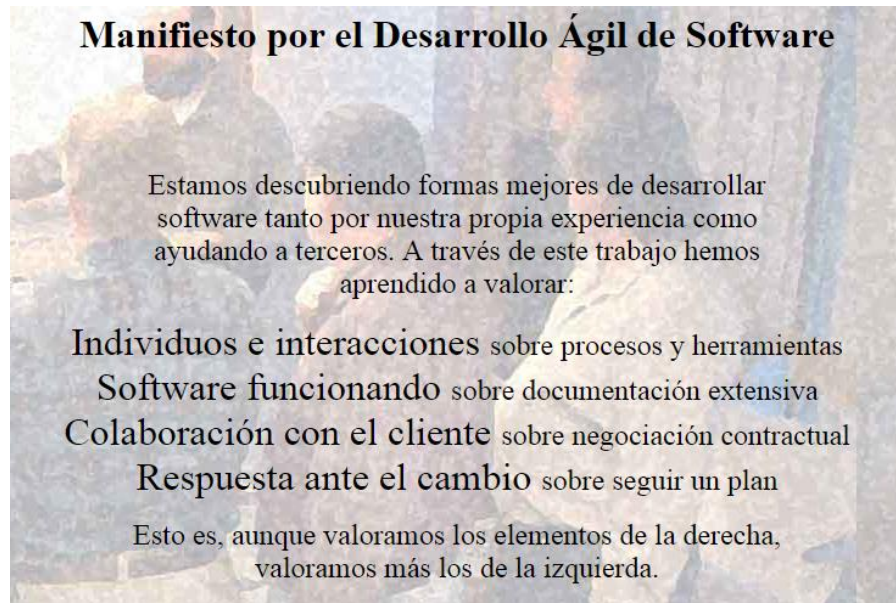 Manifiesto por el Desarrollo Ágil de Software
Estamos descubriendo formas mejores de desarrollar
software tanto por nuestra propia experiencia como
ayudando a terceros. A través de este trabajo hemos
aprendido a valorar:
Individuos e interacciones sobre procesos y herramientas
Software funcionando sobre documentación extensiva
Colaboración con el cliente sobre negociación contractual
Respuesta ante el cambio sobre seguir un plan
Esto es, aunque valoramos los elementos de la derecha,
valoramos más los de la izquierda.